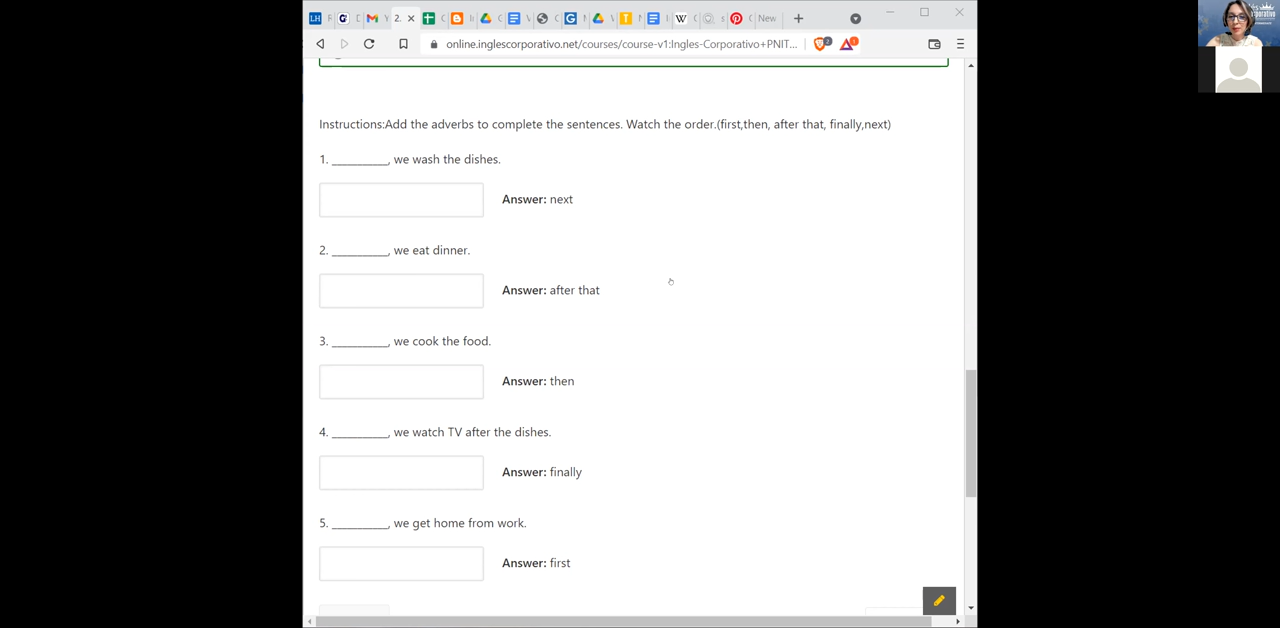 2.
New
online.inglescorporativo.net/courses/course-v1:Ingles-Corporativo+PNIT...
Instructions:Add the adverbs to complete the sentences. Watch the order.(first,then, after that, finally,next)
1. __________, we wash the dishes.
Answer: next
2. __________, we eat dinner.
Answer: after that
3. __________, we cook the food.
Answer: then
4. __________, we watch TV after the dishes.
Answer: finally
5. __________, we get home from work.
Answer: first